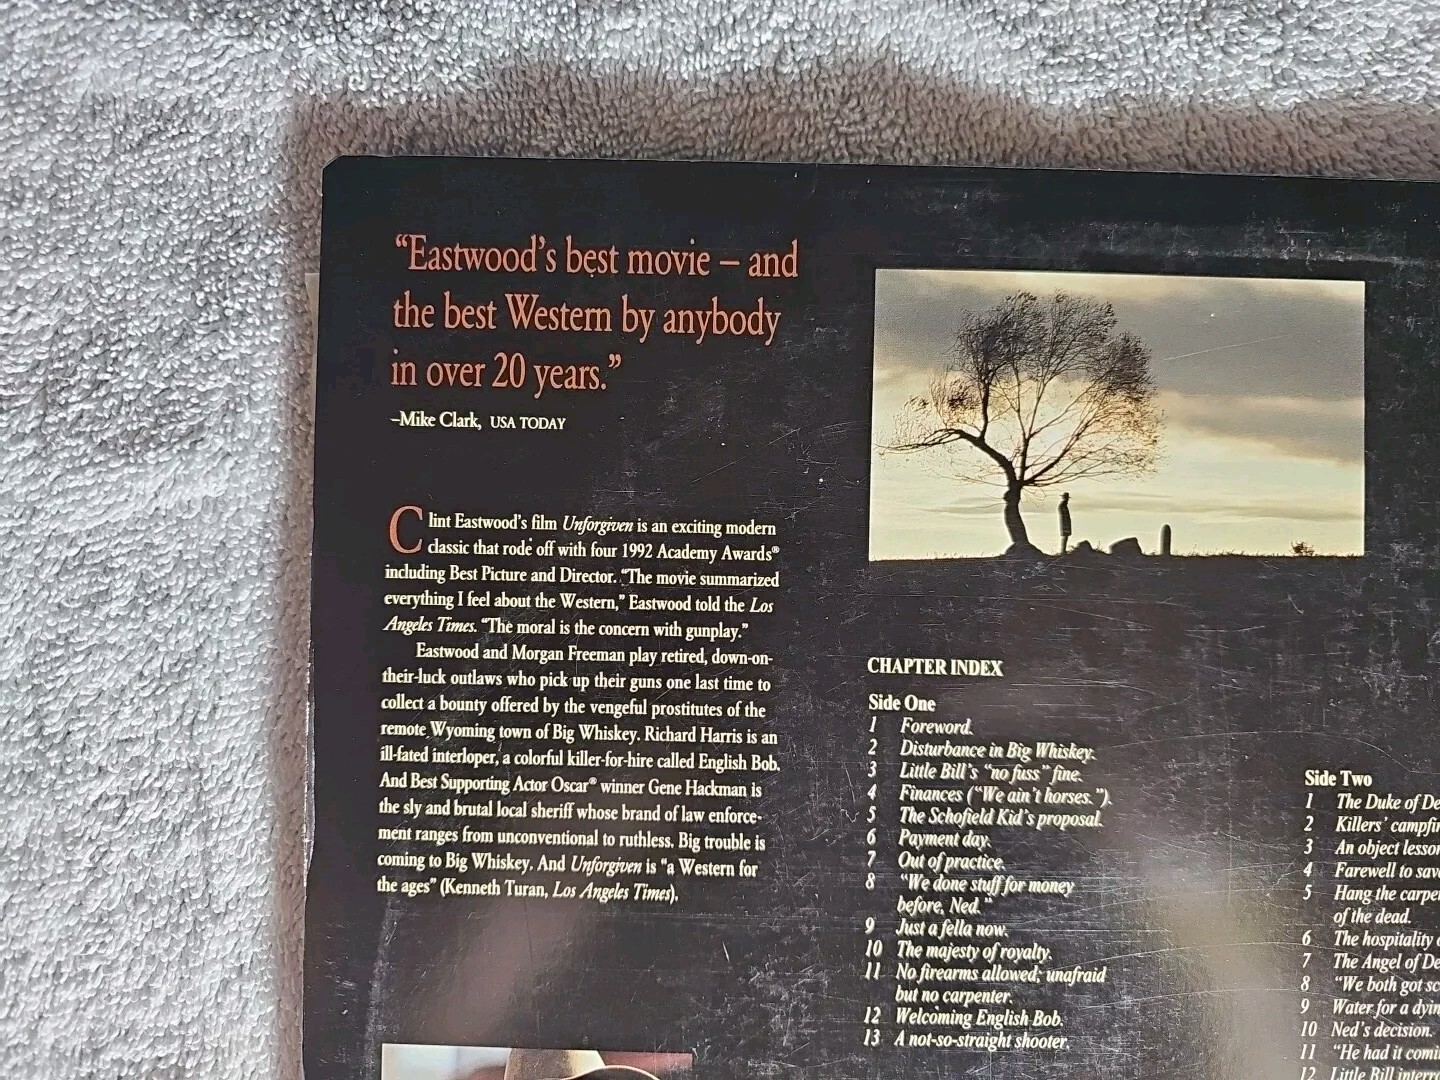 “Eastwood’s best movie – and
the best Western by anybody
in over 20 years.”
–Mike Clark, USA TODAY
Clint Eastwood’s film Unforgiven is an exciting modern
classic that rode off with four 1992 Academy Awards®
including Best Picture and Director. “The movie summarized
everything I feel about the Western,” Eastwood told the Los
Angeles Times. “The moral is the concern with gunplay.”
Eastwood and Morgan Freeman play retired, down-on-
their-luck outlaws who pick up their guns one last time to
collect a bounty offered by the vengeful prostitutes of the
remote Wyoming town of Big Whiskey. Richard Harris is an
ill-fated interloper, a colorful killer-for-hire called English Bob.
And Best Supporting Actor Oscar® winner Gene Hackman is
the sly and brutal local sheriff whose brand of law enforce-
ment ranges from unconventional to ruthless. Big trouble is
coming to Big Whiskey. And Unforgiven is “a Western for
the ages” (Kenneth Turan, Los Angeles Times).
CHAPTER INDEX
Side One
1 Foreword.
2 Disturbance in Big Whiskey.
3 Little Bill’s “no fuss” fine.
4 Finances (“We ain’t horses.”).
5 The Schofield Kid’s proposal.
6 Payment day.
7 Out of practice.
8 “We done stuff for money
before, Ned.”
9 Just a fella now.
10 The majesty of royalty.
11 No firearms allowed; unafraid
but no carpenter.
12 Welcoming English Bob.
13 A not-so-straight shooter.
Side Two
1 The Duke of De
2 Killers’ campfir
3 An object lesson
4 Farewell to sav
5 Hang the carpe
of the dead.
6 The hospitality
7 The Angel of De
8 “We both got sc
9 Water for a dyin
10 Ned’s decision.
11 “He had it comi
12 Little Bill interr